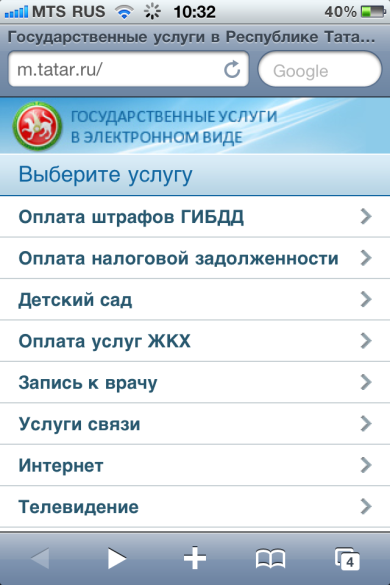 MTS RUS 10:32 40%
Государственные услуги в Республике Тата...
m.tatar.ru/ Google
ГОСУДАРСТВЕННЫЕ УСЛУГИ
В ЭЛЕКТРОННОМ ВИДЕ
Выберите услугу
Оплата штрафов ГИБДД
Оплата налоговой задолженности
Детский сад
Оплата услуг ЖКХ
Запись к врачу
Услуги связи
Интернет
Телевидение
4